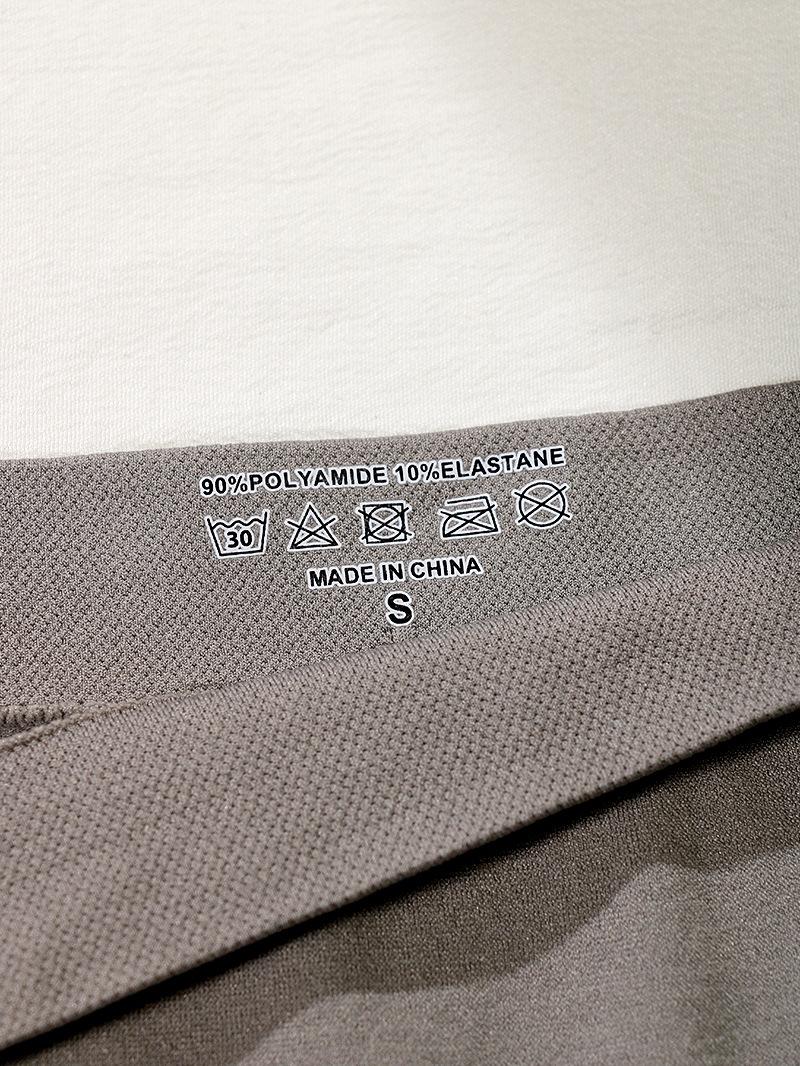 90%POLYAMIDE 10%ELASTANE
30
MADE IN CHINA
S